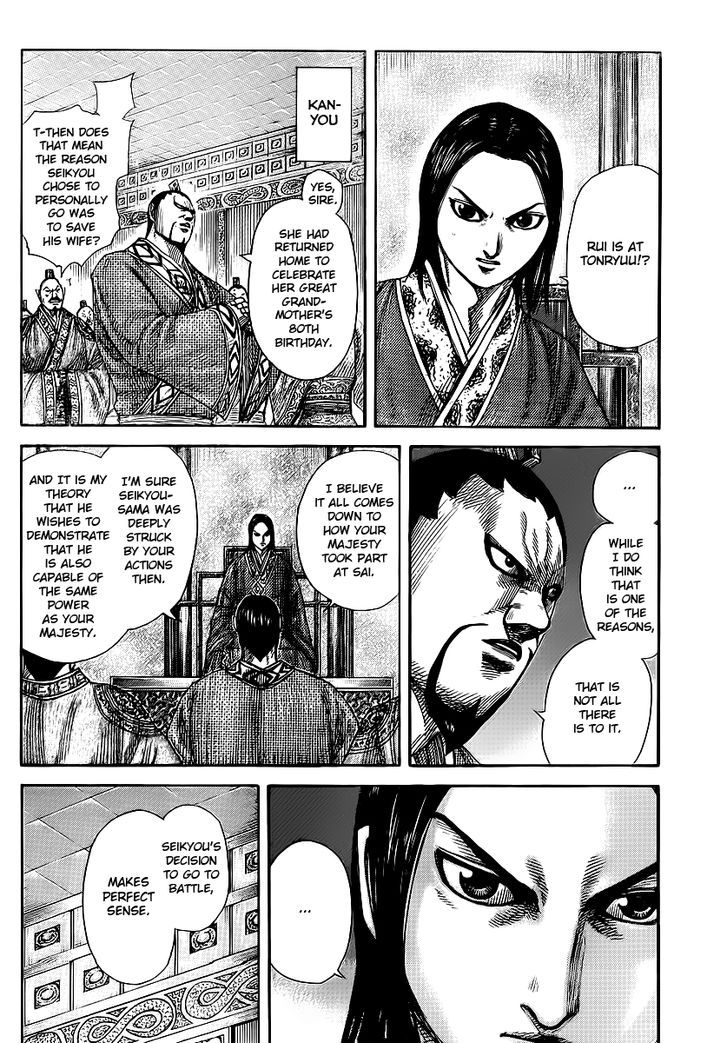 RUI IS AT
TONRYUU!?
KAN-
YOU
YES,
SIRE.
SHE HAD
RETURNED
HOME TO
CELEBRATE
HER GREAT
GRAND-
MOTHER'S
80TH
BIRTHDAY.
T-THEN DOES
THAT MEAN
THE REASON
SEIKYOU
CHOSE TO
PERSONALLY
GO WAS
TO SAVE
HIS WIFE?
...
WHILE
I DO
THINK
THAT
IS ONE
OF THE
REASONS,
THAT IS
NOT ALL
THERE
IS TO IT.
I BELIEVE
IT ALL COMES
DOWN TO
HOW YOUR
MAJESTY
TOOK PART
AT SAI.
I'M SURE
SEIKYOU-
SAMA WAS
DEEPLY
STRUCK
BY YOUR
ACTIONS
THEN.
AND IT IS MY
THEORY
THAT HE
WISHES TO
DEMONSTRATE
THAT HE
IS ALSO
CAPABLE OF
THE SAME
POWER
AS YOUR
MAJESTY.
...
SEIKYOU'S
DECISION
TO GO TO
BATTLE,
MAKES
PERFECT
SENSE.